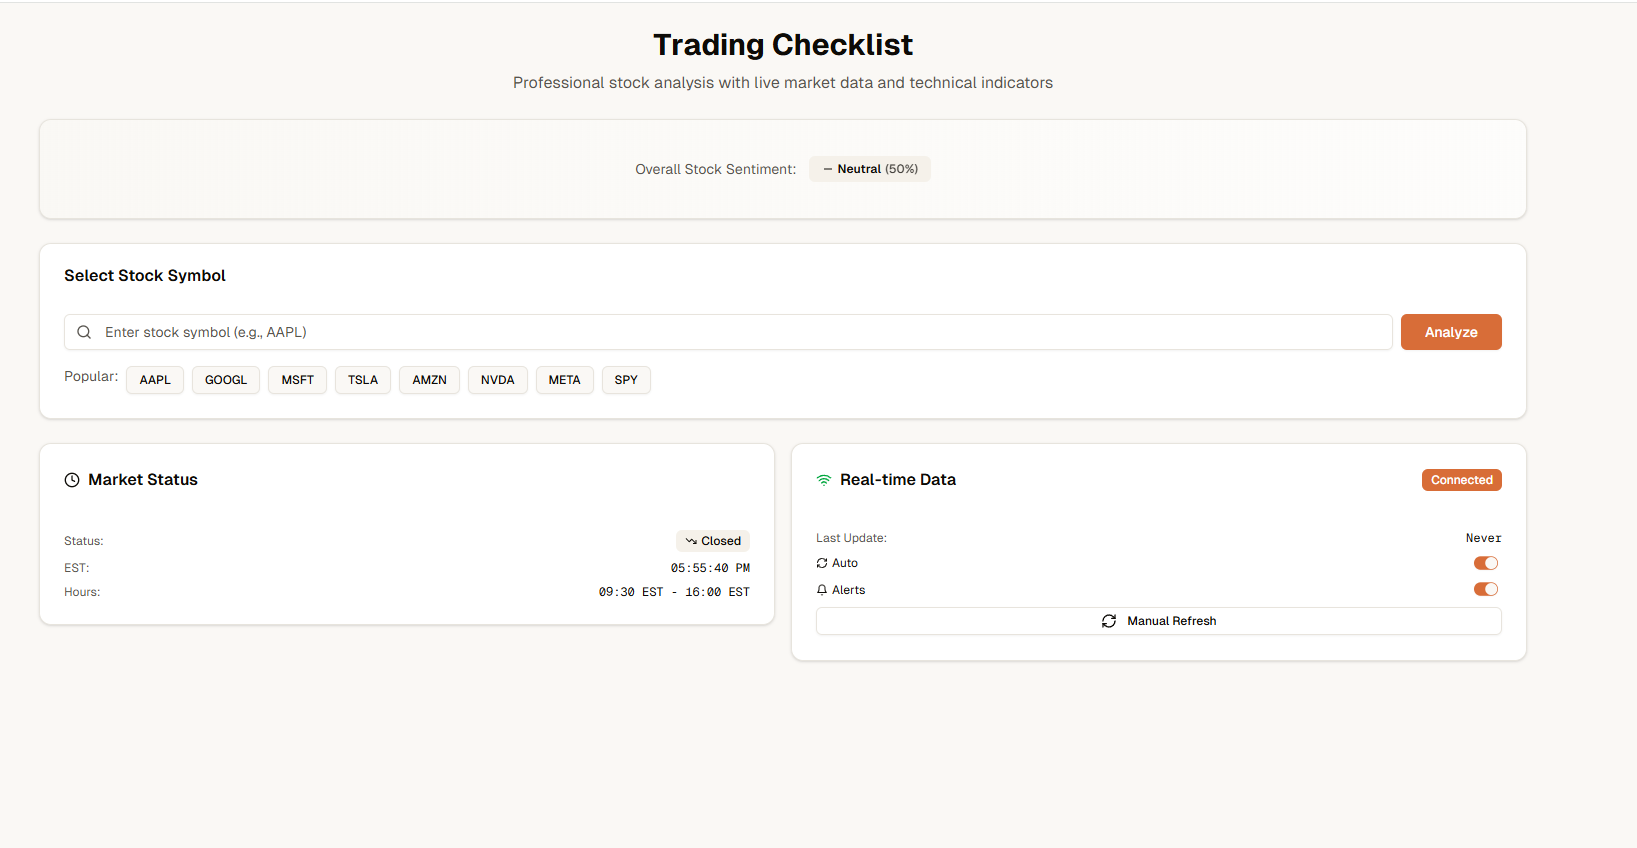 Trading Checklist
Professional stock analysis with live market data and technical indicators
Overall Stock Sentiment: Neutral (50%)
Select Stock Symbol
Enter stock symbol (e.g., AAPL)
Analyze
Popular: AAPL GOOGL MSFT TSLA AMZN NVDA META SPY
Market Status
Status: Closed
EST: 05:55:40 PM
Hours: 09:30 EST - 16:00 EST
Real-time Data Connected
Last Update: Never
Auto
Alerts
Manual Refresh